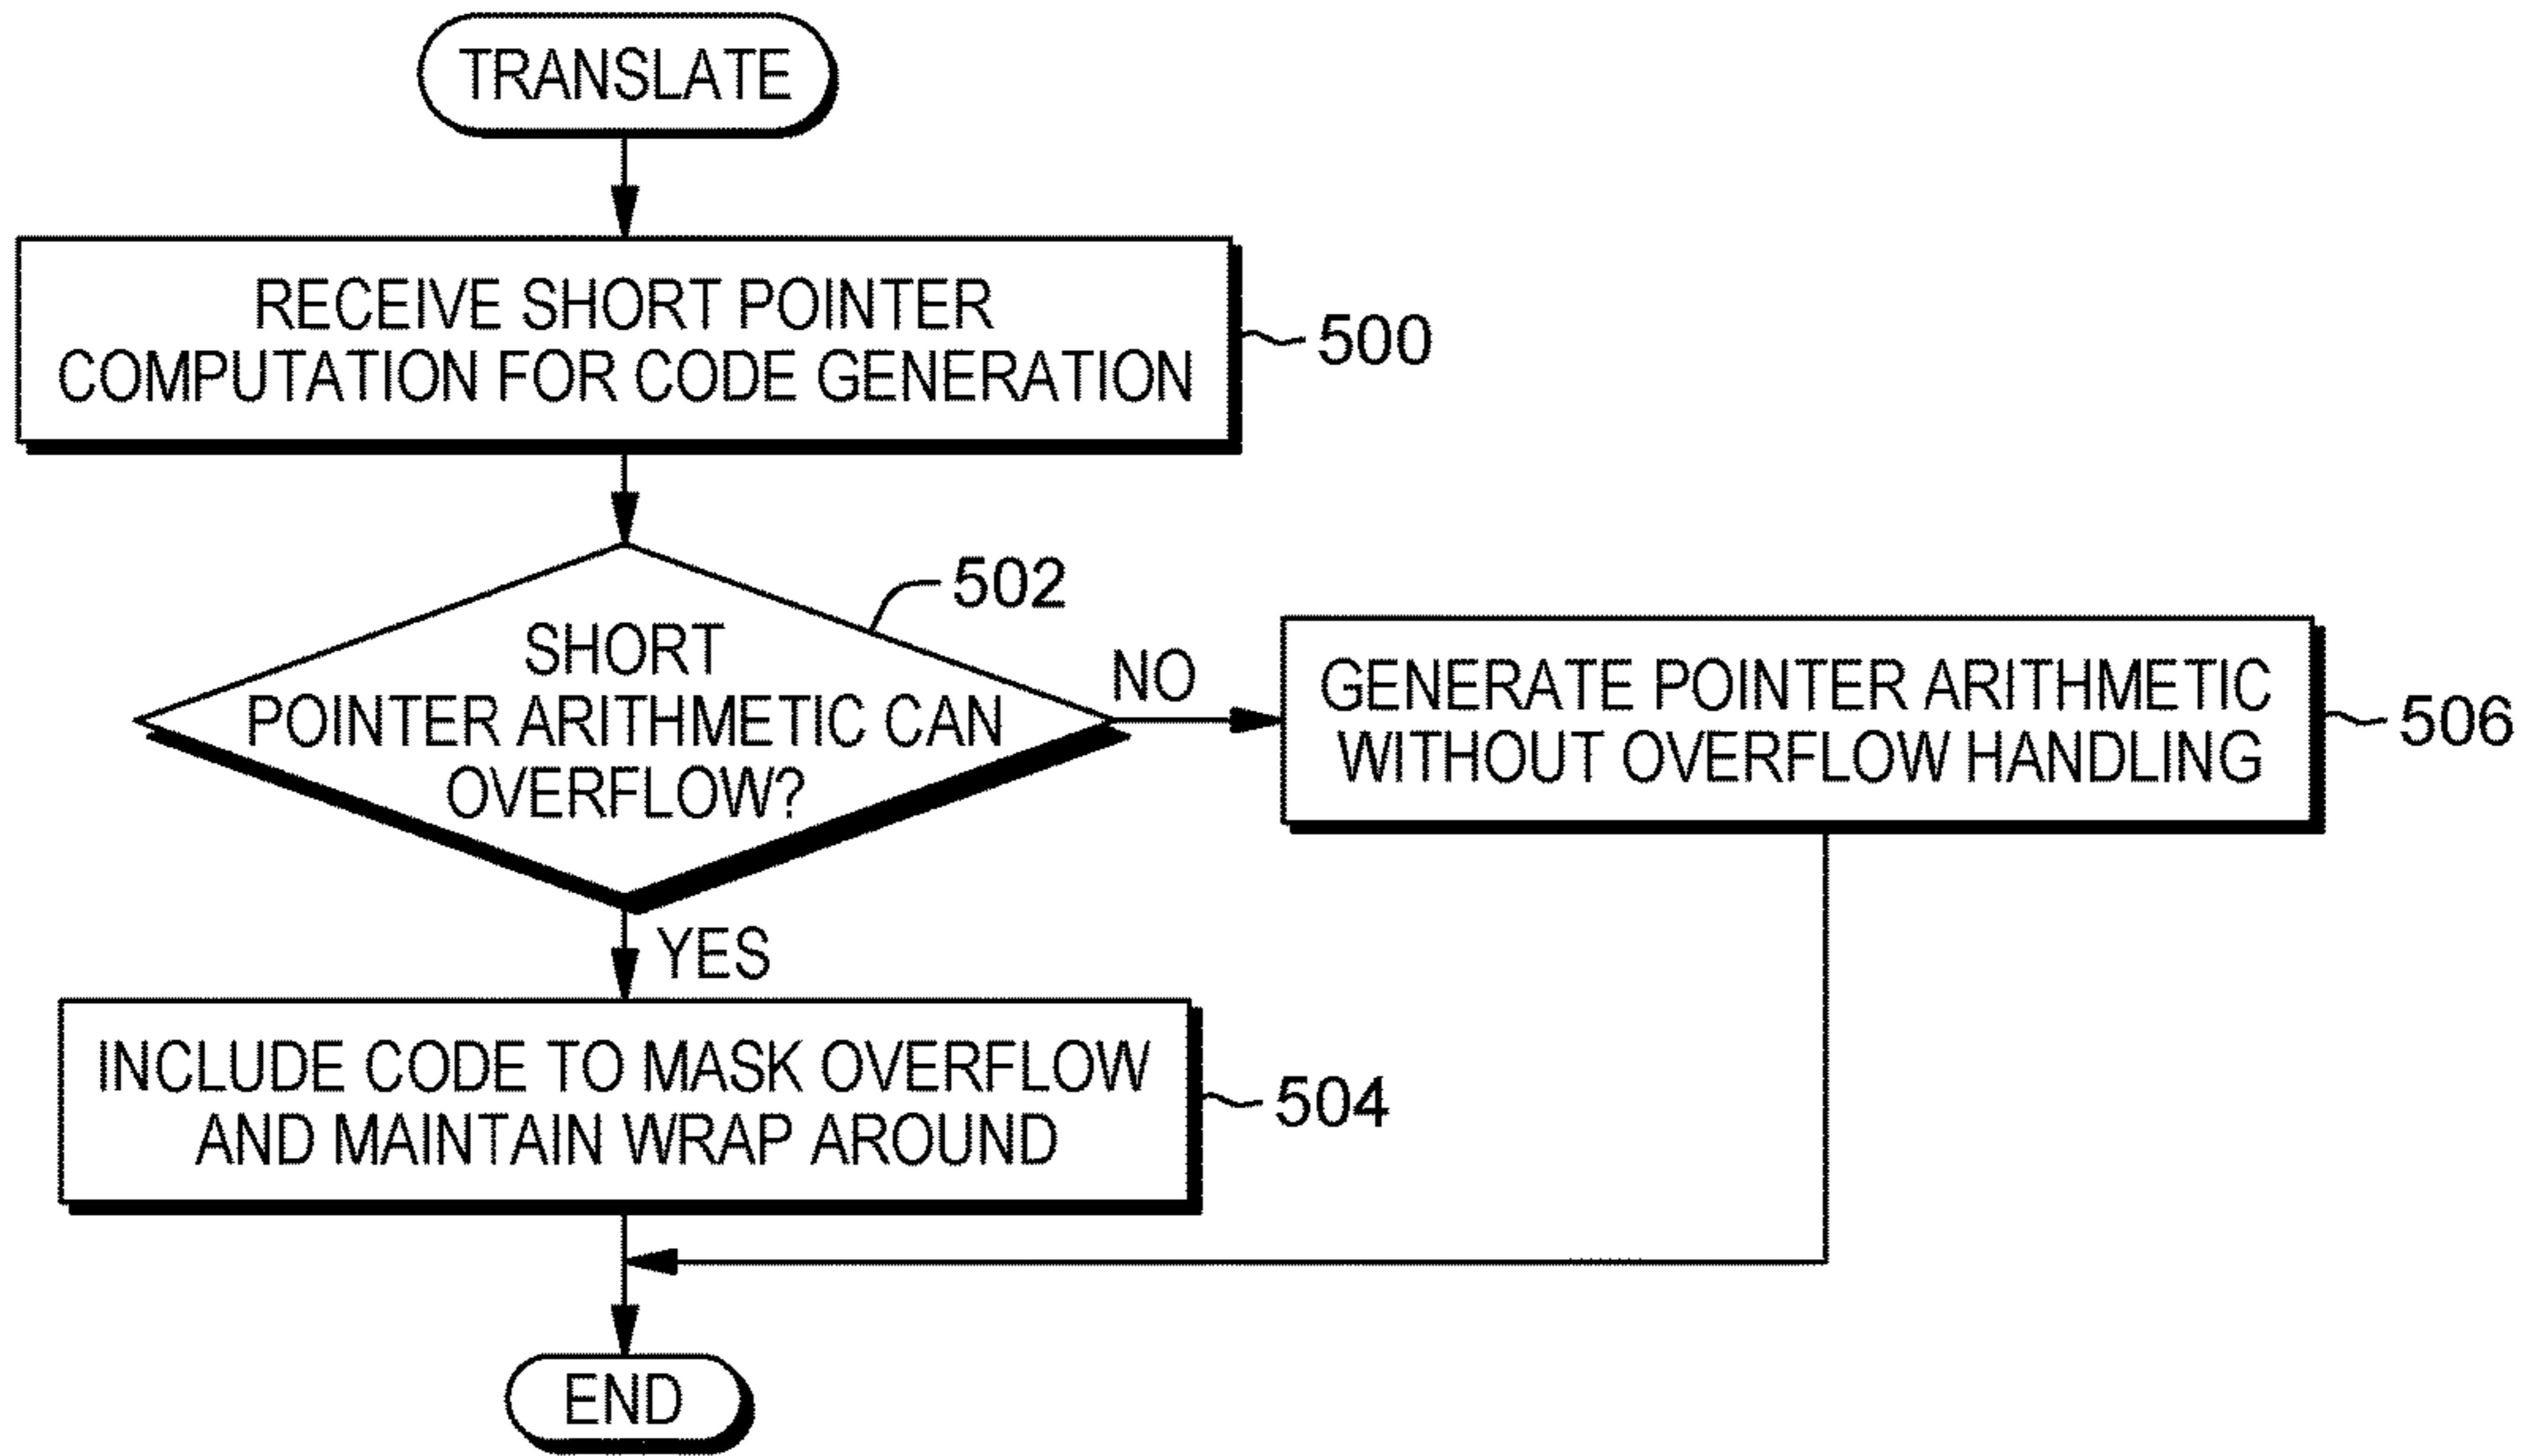 TRANSLATE
RECEIVE SHORT POINTER
COMPUTATION FOR CODE GENERATION
500
502
SHORT
POINTER ARITHMETIC CAN
OVERFLOW?
NO
GENERATE POINTER ARITHMETIC
WITHOUT OVERFLOW HANDLING
506
YES
INCLUDE CODE TO MASK OVERFLOW
AND MAINTAIN WRAP AROUND
504
END